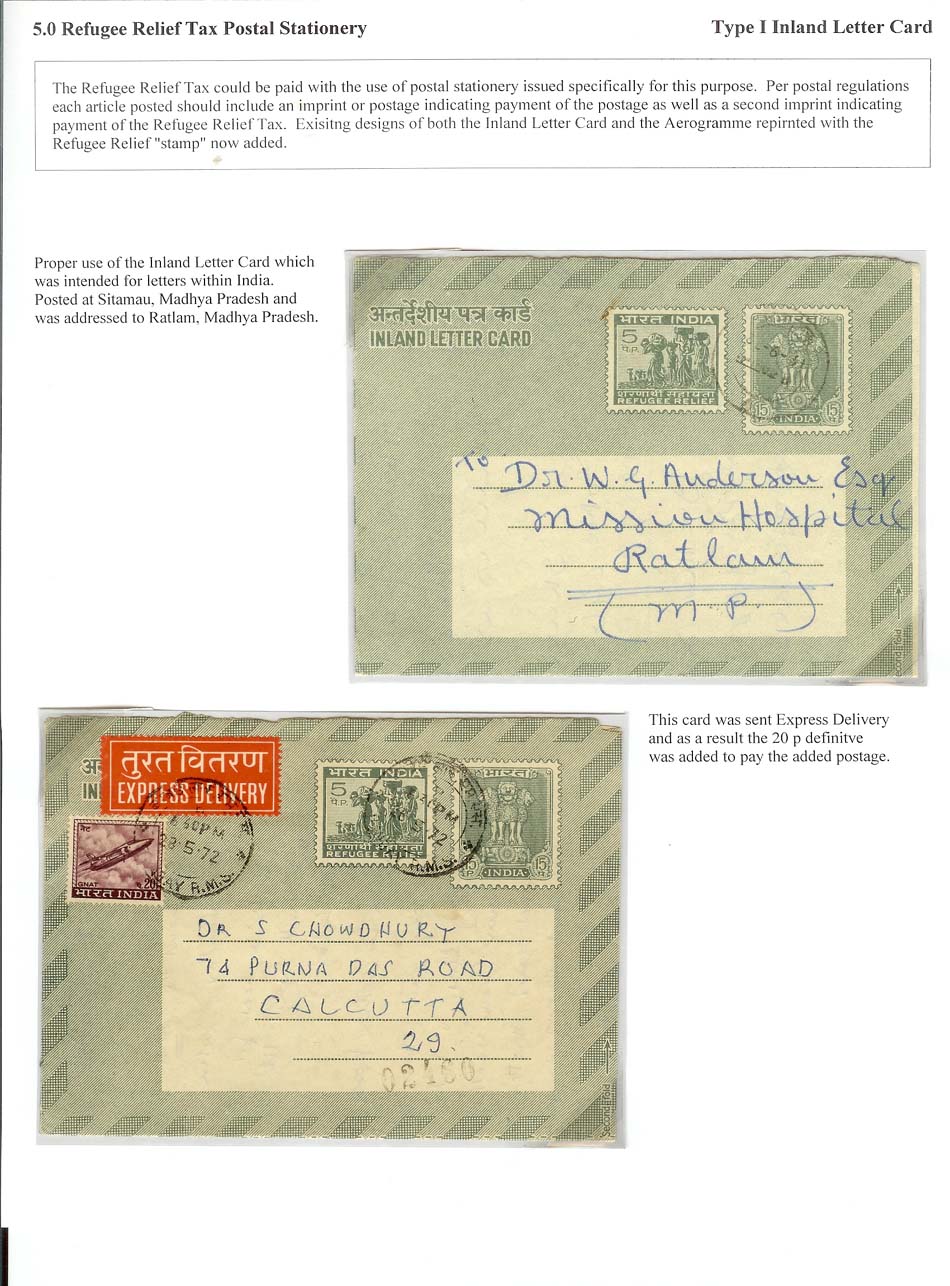 5.0 Refugee Relief Tax Postal Stationery
Type I Inland Letter Card
The Refugee Relief Tax could be paid with the use of postal stationery issued specifically for this purpose. Per postal regulations
each article posted should include an imprint or postage indicating payment of the postage as well as a second imprint indicating
payment of the Refugee Relief Tax. Exisitng designs of both the Inland Letter Card and the Aerogramme repirnted with the
Refugee Relief "stamp" now added.
Proper use of the Inland Letter Card which
was intended for letters within India.
Posted at Sitamau, Madhya Pradesh and
was addressed to Ratlam, Madhya Pradesh.
अन्तर्देशीय पत्र कार्ड
INLAND LETTER CARD
भारत INDIA
5
पै.P.
शरणार्थी सहायता
REFUGEE RELIEF
भारत
15 15
INDIA
To
Dr. W. G. Anderson Esq
Mission Hospital
Ratlam
(M. P.)
This card was sent Express Delivery
and as a result the 20 p definitve
was added to pay the added postage.
तुरत वितरण
EXPRESS DELIVERY
अ
IN
भारत INDIA
5
पै.P.
REFUGEE RELIEF
भारत
15 15
INDIA
5.72
R.M.S.
28.5.72
R.M.S.
नेट
GNAT
20
भारत INDIA
DR S CHOWDHURY
74 PURNA DAS ROAD
CALCUTTA
29.
Second fold